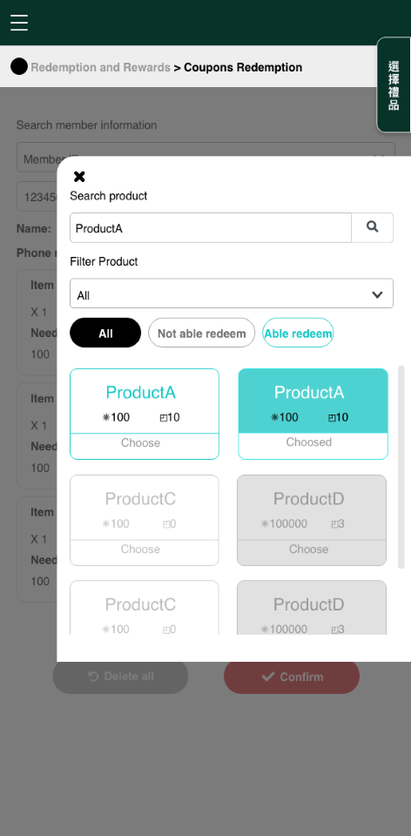 Redemption and Rewards > Coupons Redemption
選擇禮品
Search member information
Member
12345
Name:
Phone
Item
X 1
Need
100
Item
X 1
Need
100
Item
X 1
Need
100
Search product
ProductA
Filter Product
All
All
Not able redeem
Able redeem
ProductA
100
10
Choose
ProductA
100
10
Choosed
ProductC
100
0
Choose
ProductD
100000
3
Choose
ProductC
100
0
ProductD
100000
3
Delete all
Confirm